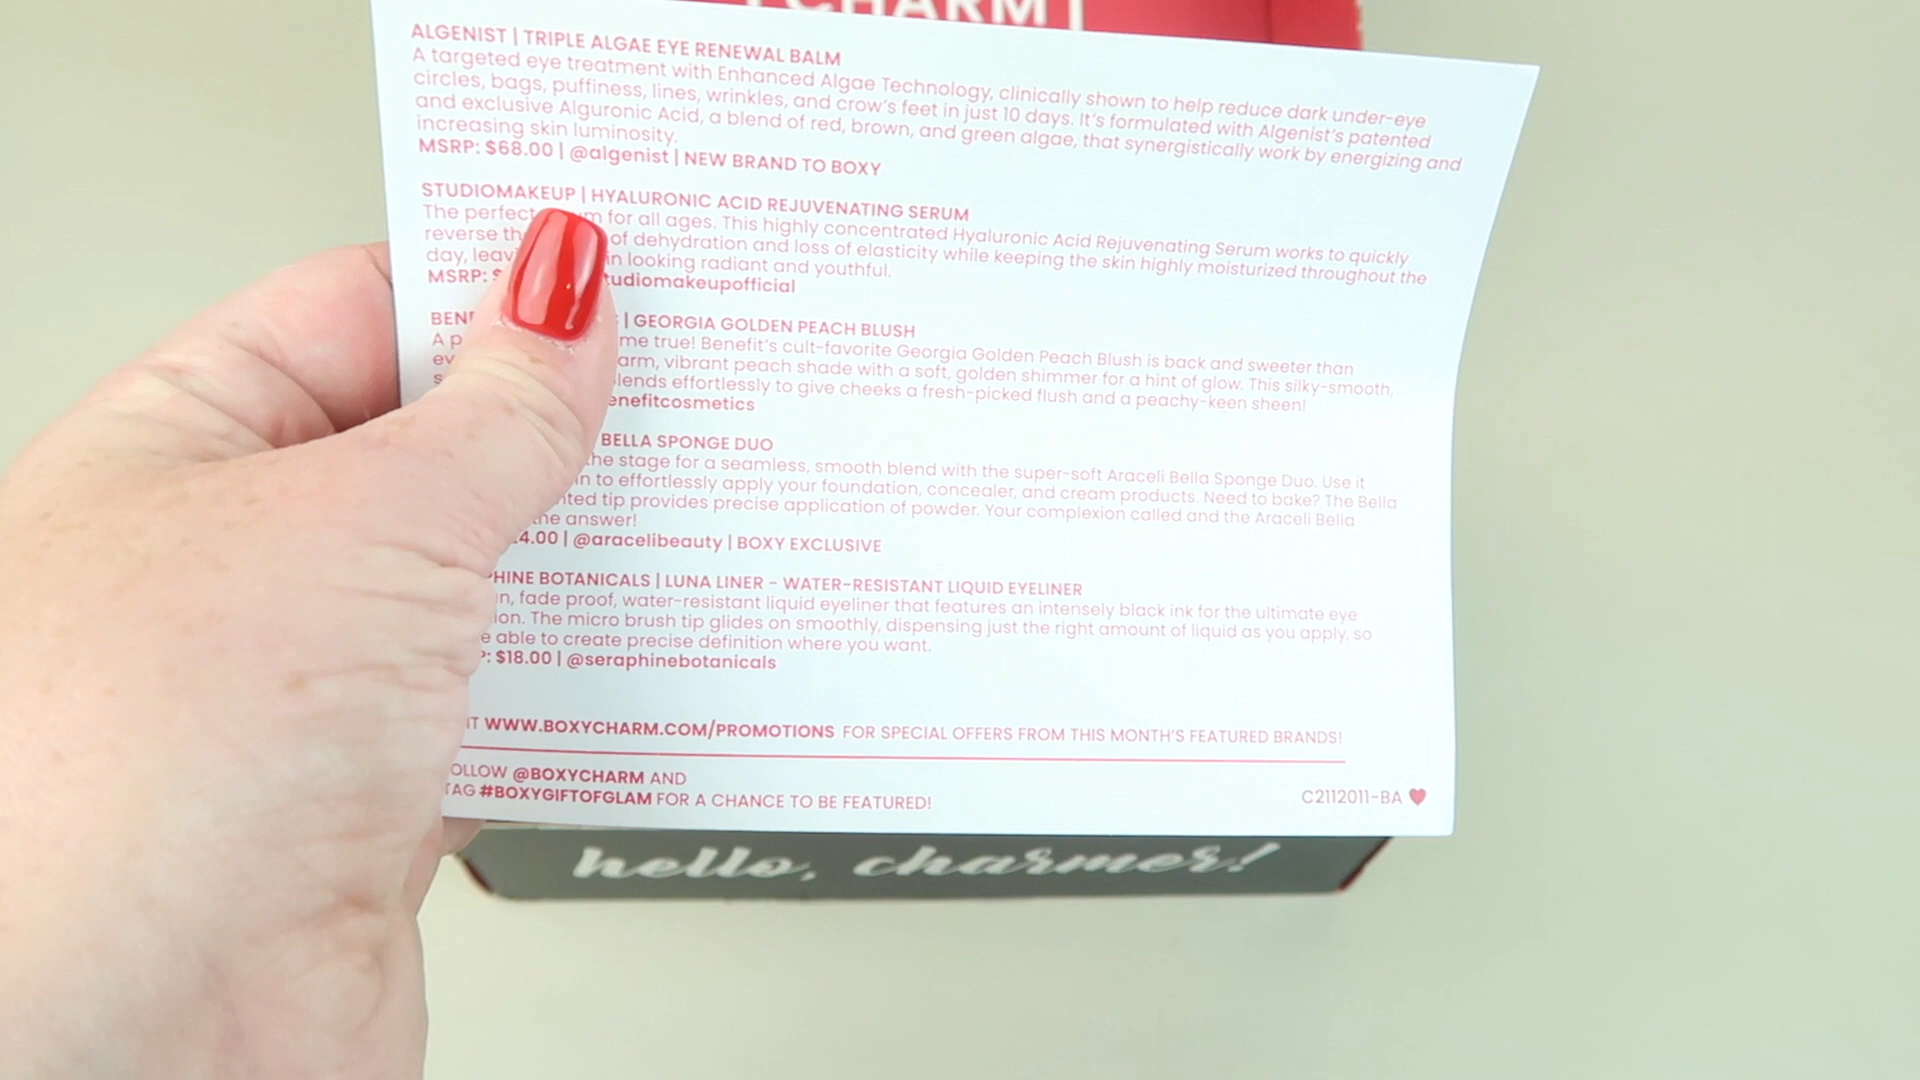 CHARM
ALGENIST | TRIPLE ALGAE EYE RENEWAL BALM
A targeted eye treatment with Enhanced Algae Technology, clinically shown to help reduce dark under-eye
circles, bags, puffiness, lines, wrinkles, and crow's feet in just 10 days. It's formulated with Algenist's patented
and exclusive Alguronic Acid, a blend of red, brown, and green algae, that synergistically work by energizing and
increasing skin luminosity.
MSRP: $68.00 | @algenist | NEW BRAND TO BOXY
STUDIOMAKEUP | HYALURONIC ACID REJUVENATING SERUM
The perfect for all ages. This highly concentrated Hyaluronic Acid Rejuvenating Serum works to quickly
reverse of dehydration and loss of elasticity while keeping the skin highly moisturized throughout the
day, looking radiant and youthful.
MSRP: $ tudiomakeupofficial
| GEORGIA GOLDEN PEACH BLUSH
A me true! Benefit's cult-favorite Georgia Golden Peach Blush is back and sweeter than
arm, vibrant peach shade with a soft, golden shimmer for a hint of glow. This silky-smooth,
lends effortlessly to give cheeks a fresh-picked flush and a peachy-keen sheen!
enefitcosmetics
BELLA SPONGE DUO
the stage for a seamless, smooth blend with the super-soft Araceli Bella Sponge Duo. Use it
to effortlessly apply your foundation, concealer, and cream products. Need to bake? The Bella
tip provides precise application of powder. Your complexion called and the Araceli Bella
the answer!
4.00 | @aracelibeauty | BOXY EXCLUSIVE
PHINE BOTANICALS | LUNA LINER - WATER-RESISTANT LIQUID EYELINER
fade proof, water-resistant liquid eyeliner that features an intensely black ink for the ultimate eye
The micro brush tip glides on smoothly, dispensing just the right amount of liquid as you apply, so
able to create precise definition where you want.
P: $18.00 | @seraphinebotanicals
IT WWW.BOXYCHARM.COM/PROMOTIONS FOR SPECIAL OFFERS FROM THIS MONTH'S FEATURED BRANDS!
OLLOW @BOXYCHARM AND
TAG #BOXYGIFTOFGLAM FOR A CHANCE TO BE FEATURED!
C2112011-BA
hello, charmer!